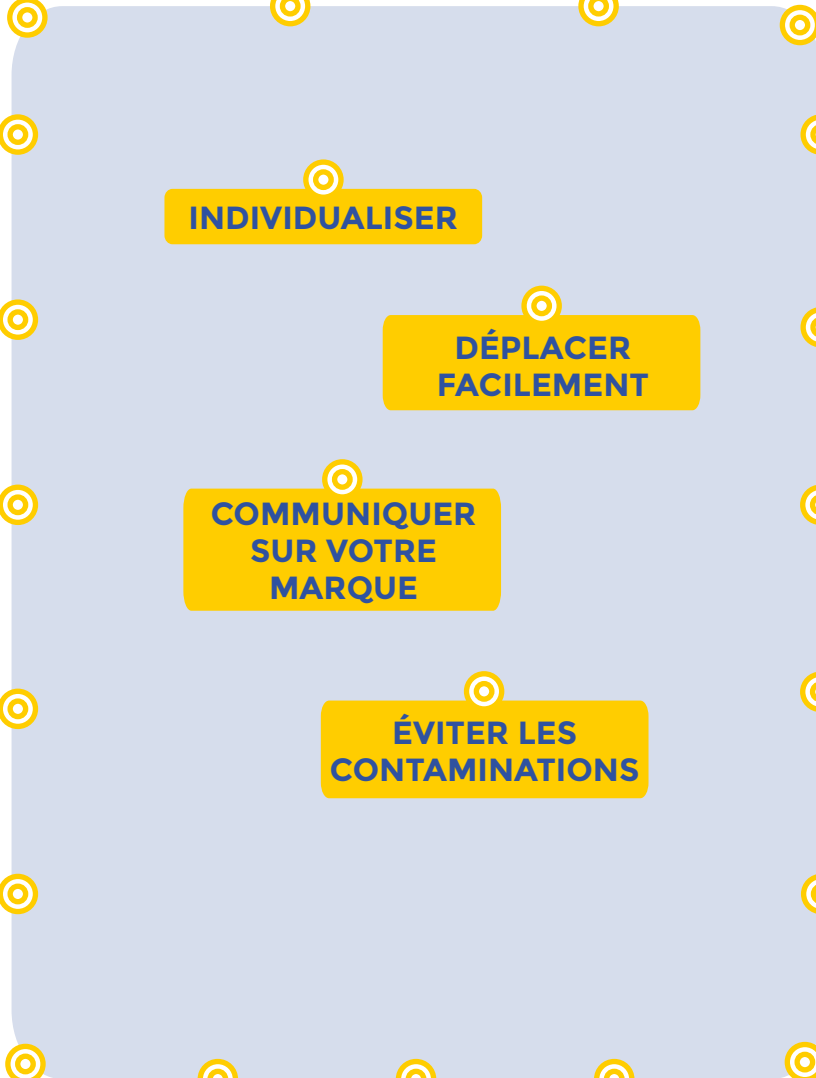 INDIVIDUALISER
DÉPLACER
FACILEMENT
COMMUNIQUER
SUR VOTRE
MARQUE
ÉVITER LES
CONTAMINATIONS